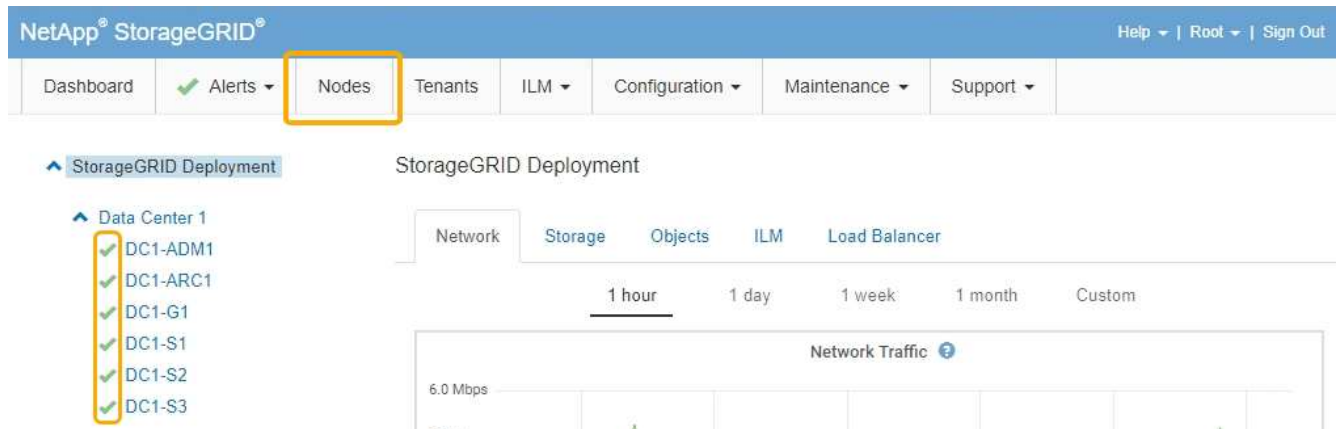 NetApp® StorageGRID®
Help | Root | Sign Out
Dashboard Alerts Nodes Tenants ILM Configuration Maintenance Support
StorageGRID Deployment
StorageGRID Deployment
Data Center 1
DC1-ADM1
DC1-ARC1
DC1-G1
DC1-S1
DC1-S2
DC1-S3
Network Storage Objects ILM Load Balancer
1 hour 1 day 1 week 1 month Custom
Network Traffic ?
6.0 Mbps